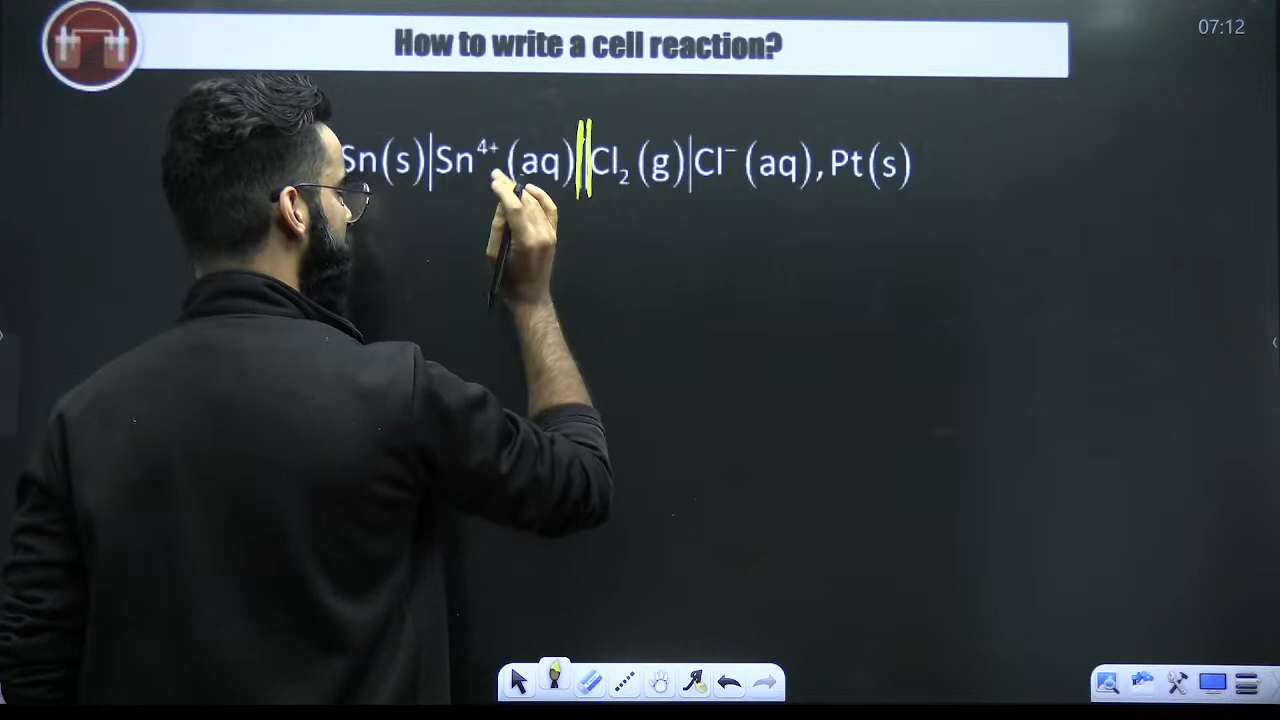 07:12
How to write a cell reaction?
Sn(s)|Sn⁴⁺(aq)||Cl₂(g)|Cl⁻(aq),Pt(s)